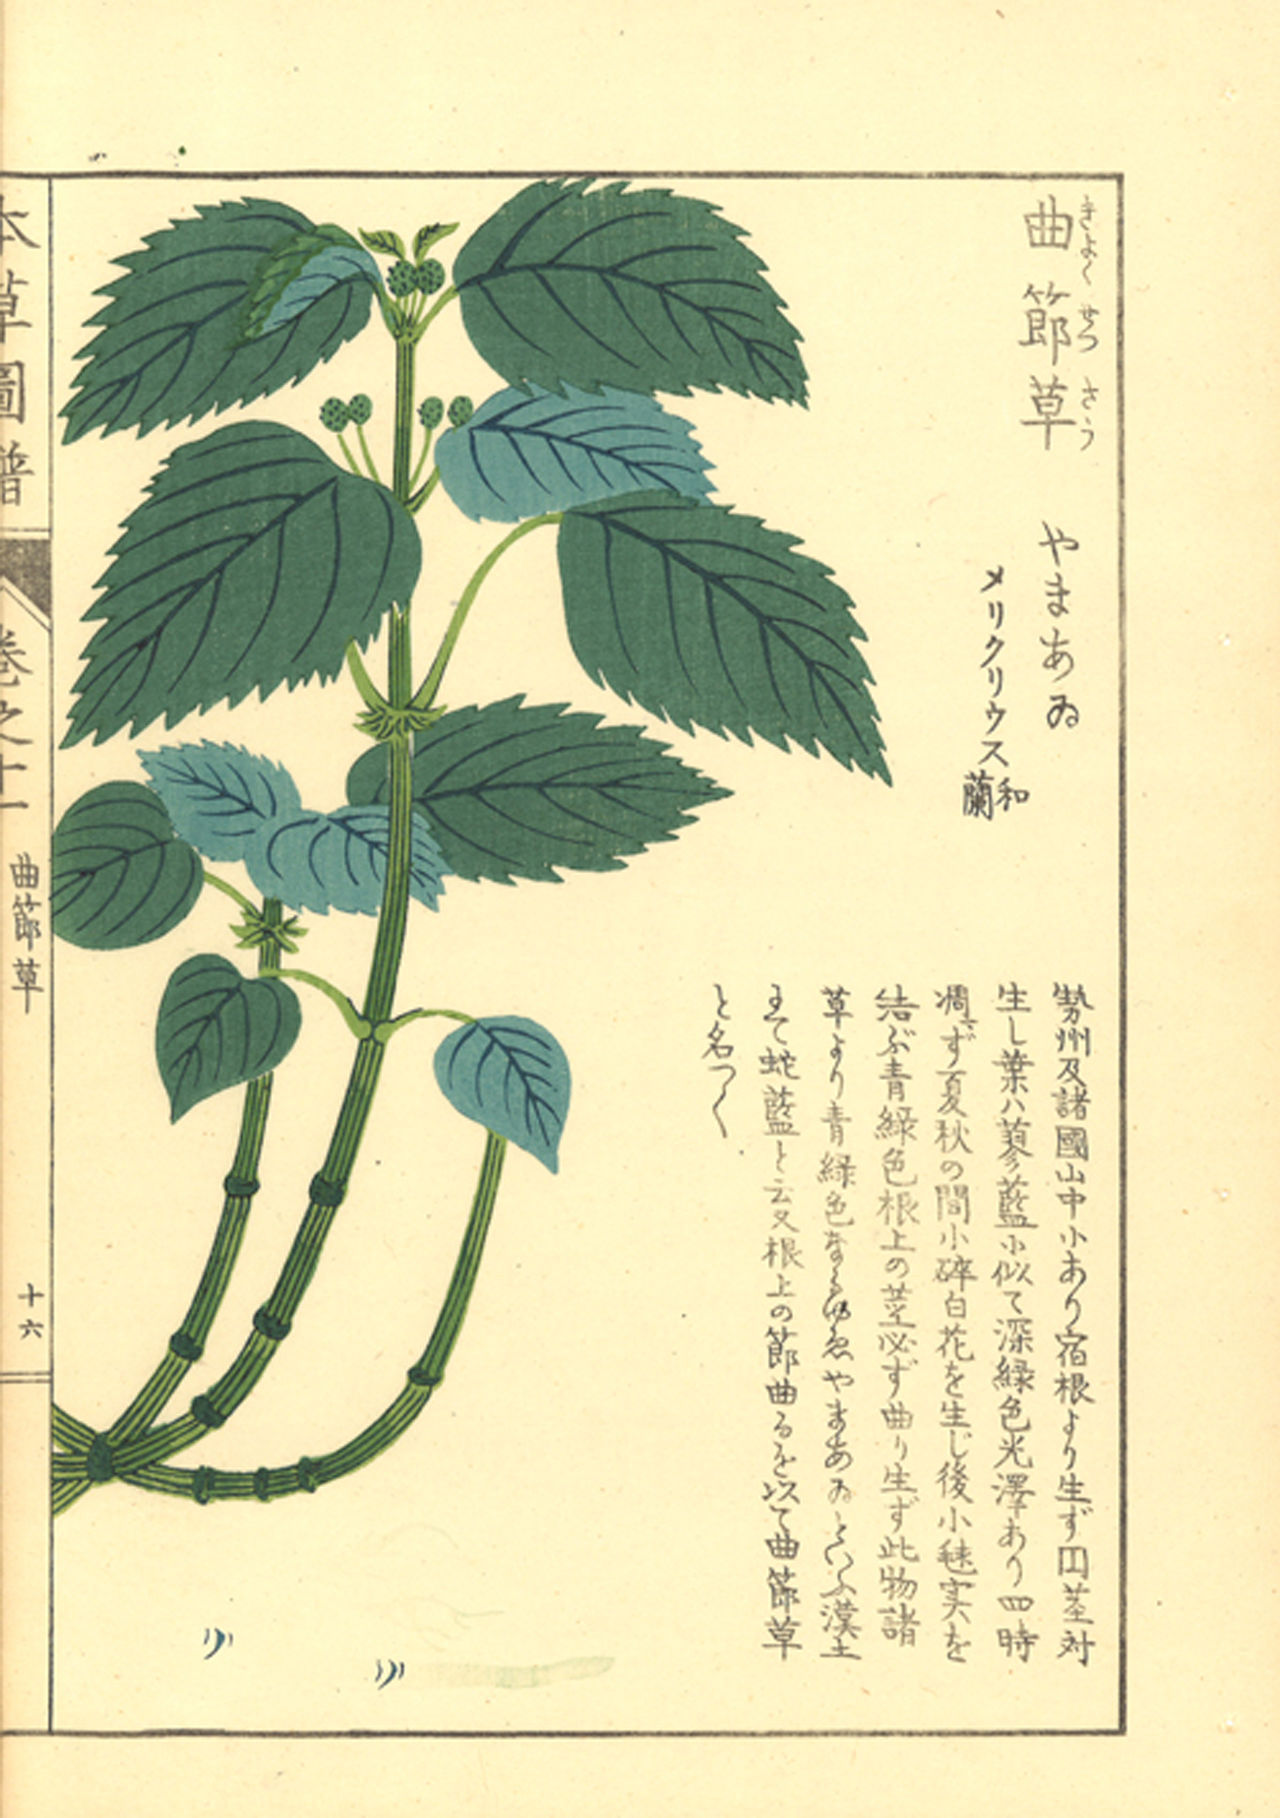 曲節草 やまあゐ
きよくせつさう
メリクリウス 和蘭
勢州及諸國山中小あり宿根より生ず円茎対
生し葉ハ蓼藍小似て深緑色光澤あり四時
凋ず夏秋の間小碎白花を生じ後小毬実を
結ぶ青緑色根上の茎必ず曲り生ず此物諸
草より青緑色なるゆゑやまあゐといふ漢土
にて蛇藍と云又根上の節曲るを以て曲節草
と名つく
本草圖譜
卷之十一
曲節草
十六